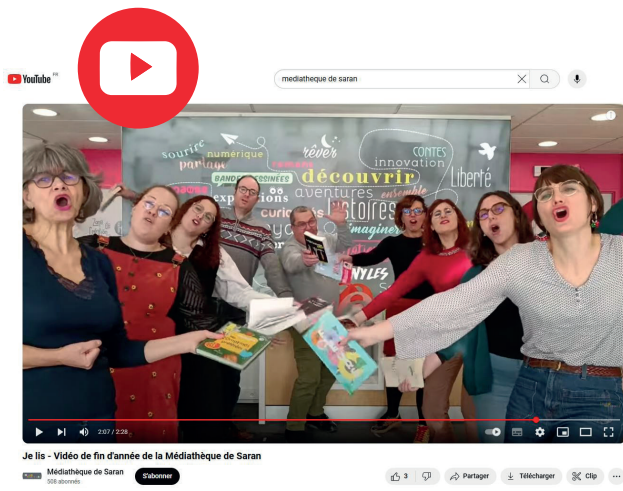 YouTube FR
mediatheque de saran
sourire
partage
numérique
rêver
CONTES
innovation
Liberté
BANDES DESSINÉES
découvrir
aventures
ensemble
histoires
imaginer
2:07 / 2:28
Je lis - Vidéo de fin d'année de la Médiathèque de Saran
Médiathèque de Saran
508 abonnés
S'abonner
3
Partager
Télécharger
Clip